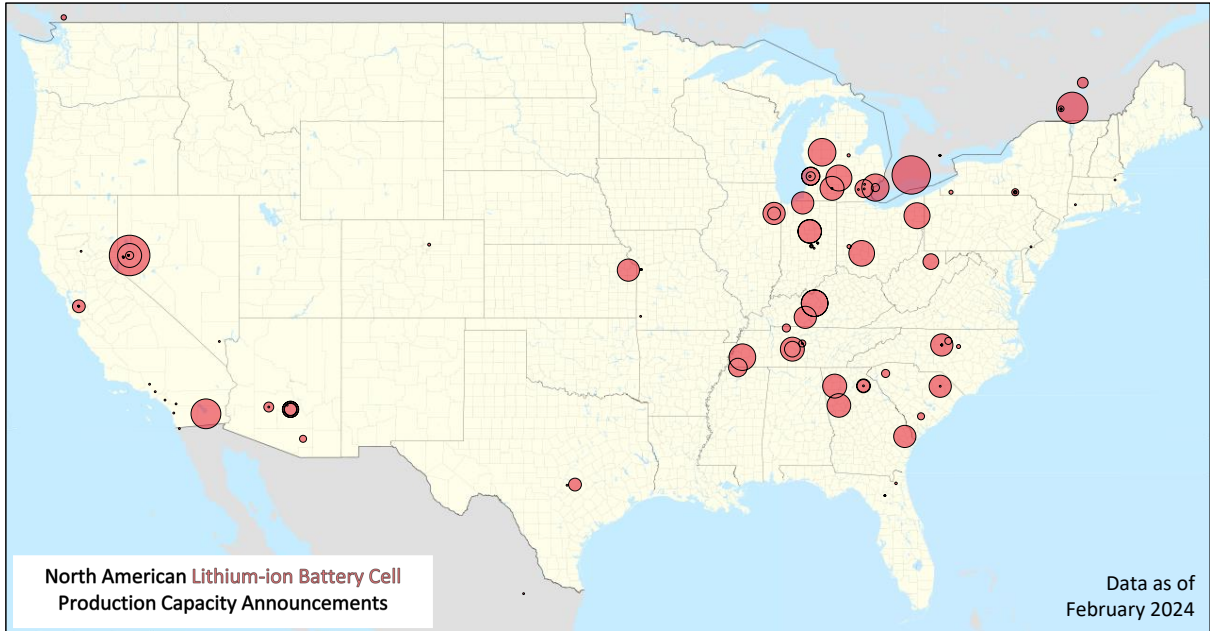 North American Lithium-ion Battery Cell
Production Capacity Announcements
Data as of
February 2024